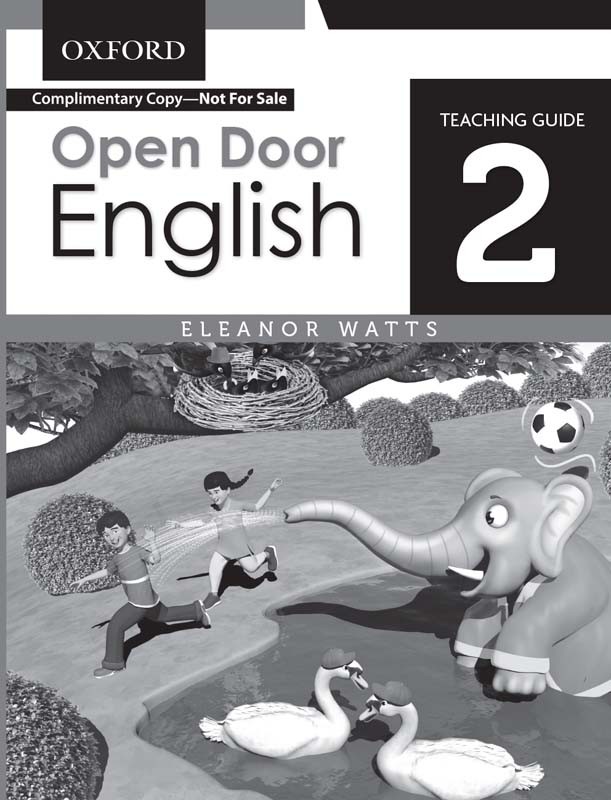 OXFORD
Complimentary Copy—Not For Sale
Open Door
English
TEACHING GUIDE
2
ELEANOR WATTS